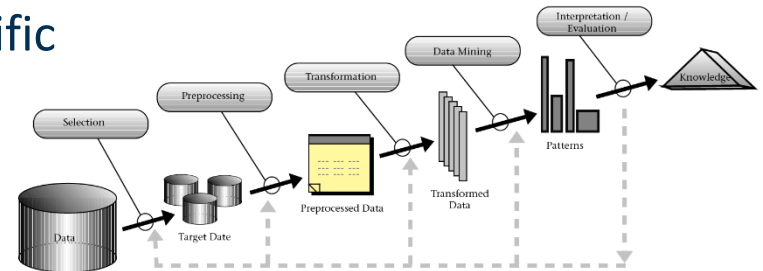 ific
Interpretation /
Evaluation
Data Mining
Transformation
Preprocessing
Selection
Knowledge
Patterns
Transformed
Data
Preprocessed Data
Target Date
Data